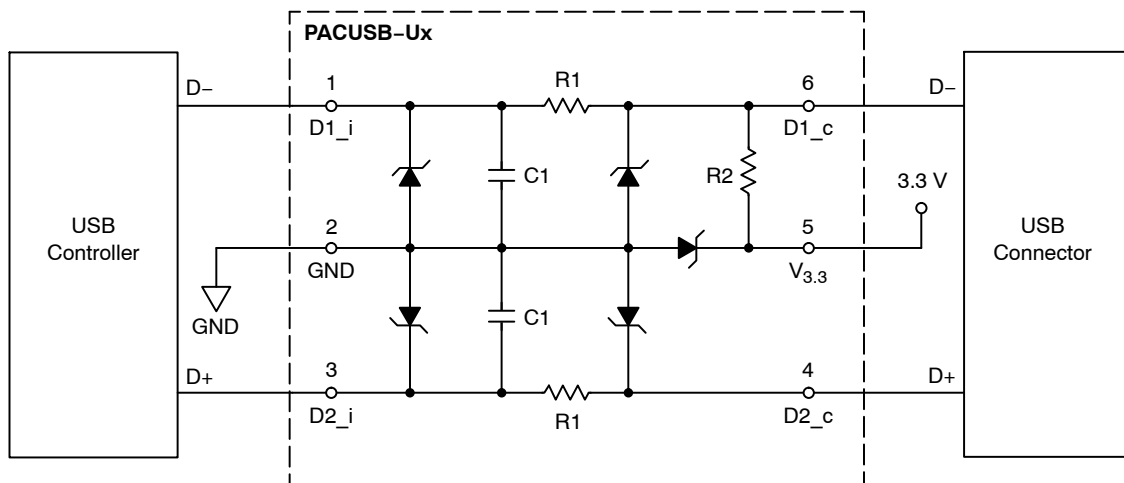 PACUSB–Ux
D–
1
R1
6
D–
D1_i
D1_c
C1
R2
3.3 V
USB
Controller
2
5
USB
Connector
GND
V3.3
GND
C1
D+
3
4
D+
D2_i
R1
D2_c